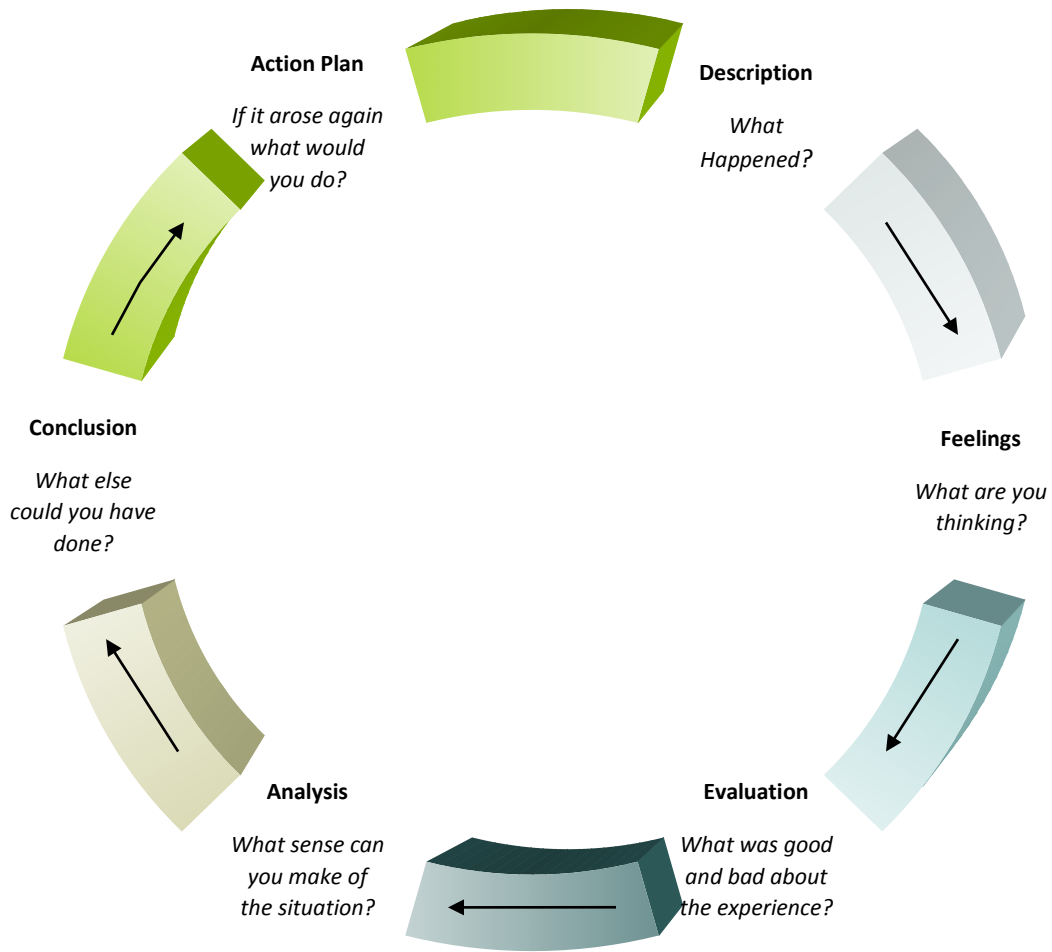 Action Plan
If it arose again
what would
you do?
Description
What
Happened?
Feelings
What are you
thinking?
Evaluation
What was good
and bad about
the experience?
Analysis
What sense can
you make of
the situation?
Conclusion
What else
could you have
done?